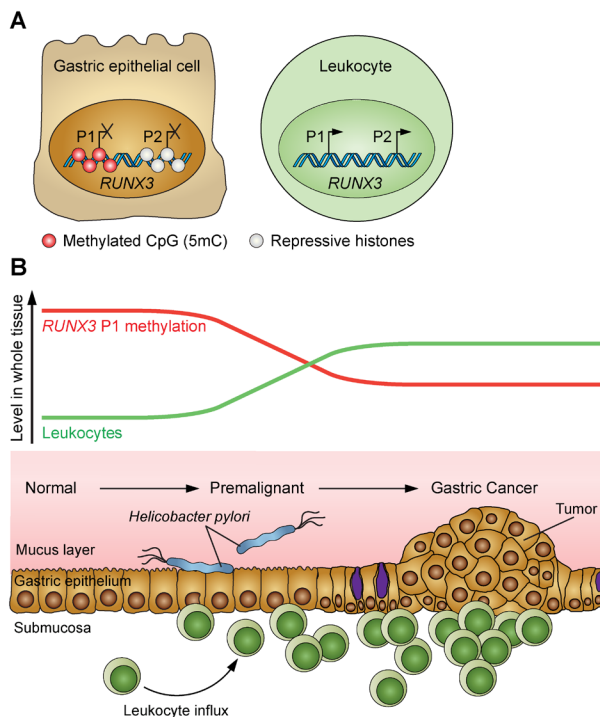 A
Gastric epithelial cell
Leukocyte
P1 P2
RUNX3
P1 P2
RUNX3
Methylated CpG (5mC) Repressive histones
B
Level in whole tissue
RUNX3 P1 methylation
Leukocytes
Normal Premalignant Gastric Cancer
Helicobacter pylori
Tumor
Mucus layer
Gastric epithelium
Submucosa
Leukocyte influx